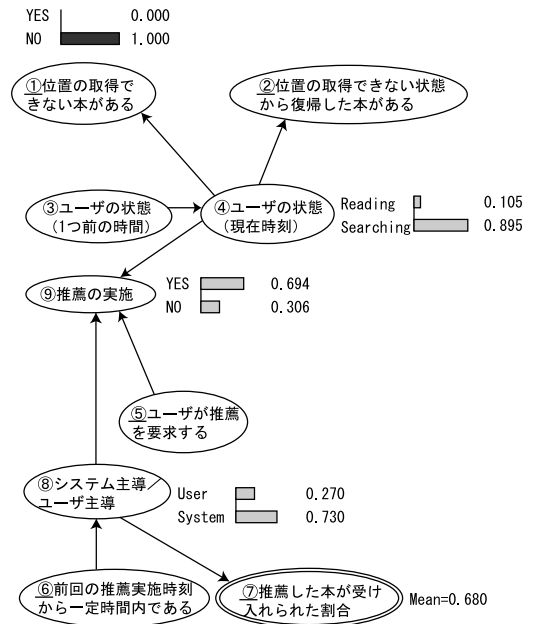 YES 0.000
NO 1.000
①位置の取得で
きない本がある
②位置の取得できない状態
から復帰した本がある
③ユーザの状態
(1つ前の時間)
④ユーザの状態
(現在時刻)
Reading 0.105
Searching 0.895
⑨推薦の実施
YES 0.694
NO 0.306
⑤ユーザが推薦
を要求する
⑧システム主導／
ユーザ主導
User 0.270
System 0.730
⑥前回の推薦実施時刻
から一定時間内である
⑦推薦した本が受け
入れられた割合
Mean=0.680